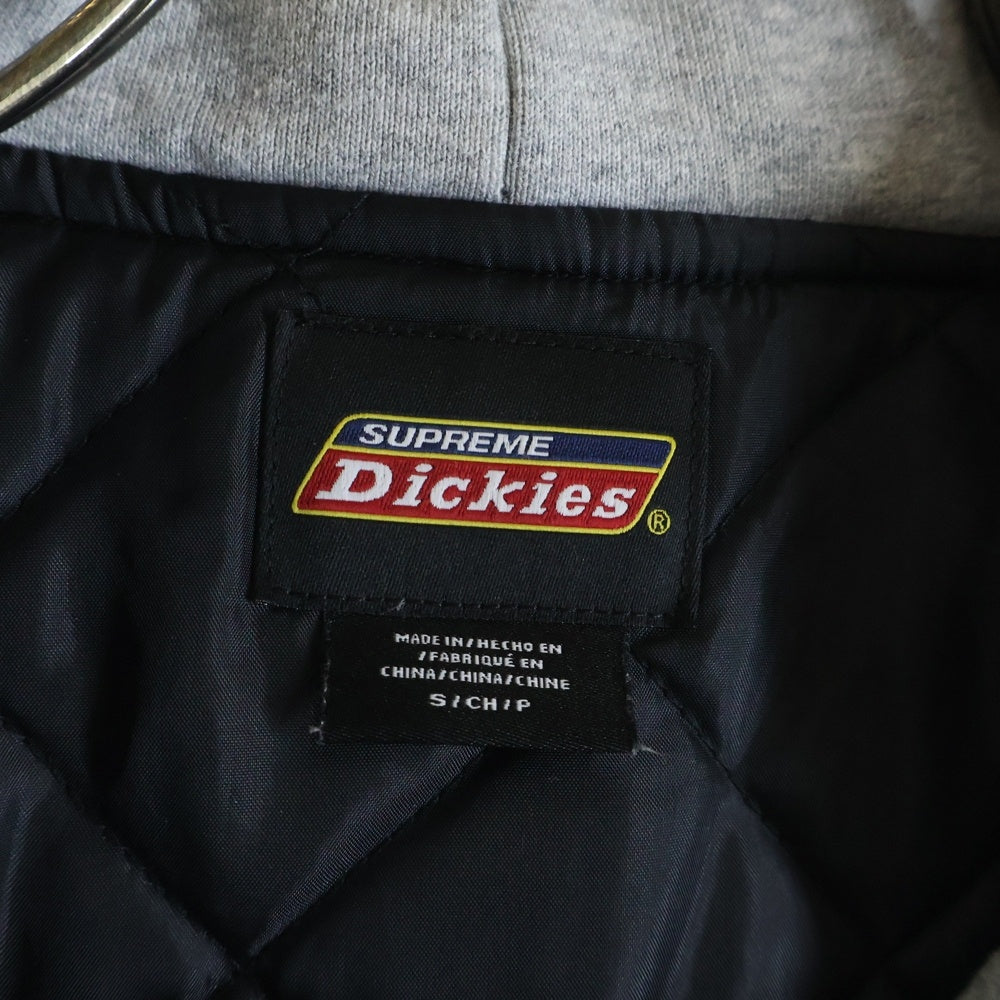 SUPREME
Dickies®
MADE IN/HECHO EN
/FABRIQUÉ EN
CHINA/CHINA/CHINE
S/CH/P